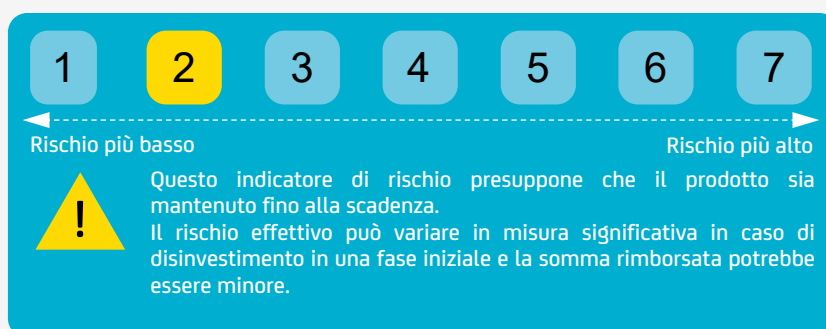 1 2 3 4 5 6 7
Rischio più basso Rischio più alto
!
Questo indicatore di rischio presuppone che il prodotto sia
mantenuto fino alla scadenza.
Il rischio effettivo può variare in misura significativa in caso di
disinvestimento in una fase iniziale e la somma rimborsata potrebbe
essere minore.